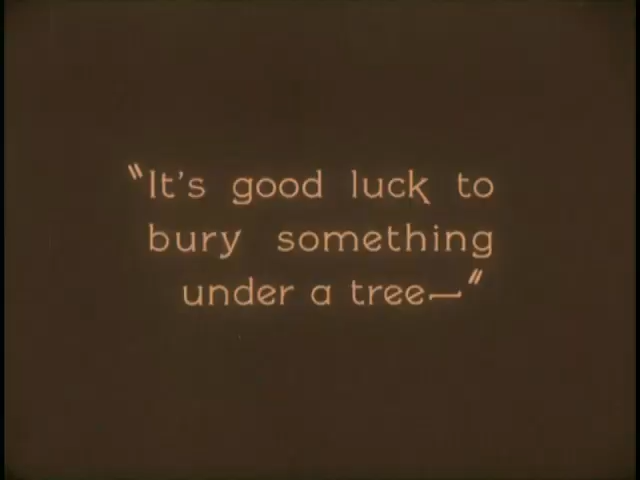 "It's good luck to
bury something
under a tree—"